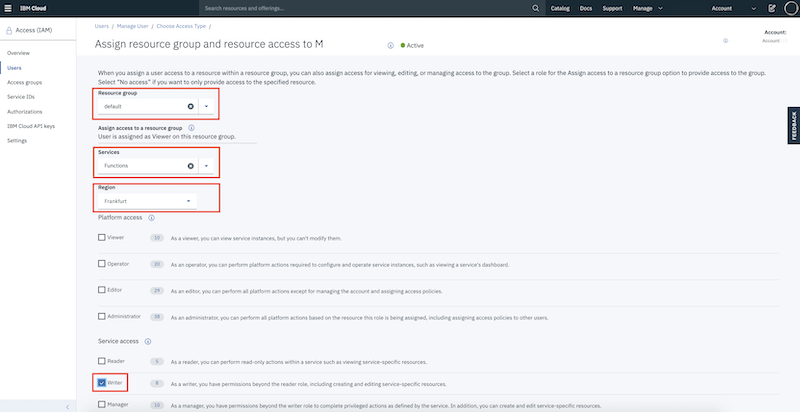 IBM Cloud
Search resources and offerings...
Catalog
Docs
Support
Manage
Account
Access (IAM)
Overview
Users
Access groups
Service IDs
Authorizations
IBM Cloud API keys
Settings
Users / Manage User / Choose Access Type /
Assign resource group and resource access to M
Active
Account:
Account
When you assign a user access to a resource within a resource group, you can also assign access for viewing, editing, or managing access to the group. Select a role for the Assign access to a resource group option to provide access to the group.
Select "No access" if you want to only provide access to the specified resource.
Resource group
default
Assign access to a resource group
User is assigned as Viewer on this resource group.
Services
Functions
Region
Frankfurt
Platform access
Viewer
As a viewer, you can view service instances, but you can't modify them.
Operator
As an operator, you can perform platform actions required to configure and operate service instances, such as viewing a service's dashboard.
Editor
As an editor, you can perform all platform actions except for managing the account and assigning access policies.
Administrator
As an administrator, you can perform all platform actions based on the resource this role is being assigned, including assigning access policies to other users.
Service access
Reader
As a reader, you can perform read-only actions within a service such as viewing service-specific resources.
Writer
As a writer, you have permissions beyond the reader role, including creating and editing service-specific resources.
Manager
As a manager, you have permissions beyond the writer role to complete privileged actions as defined by the service. In addition, you can create and edit service-specific resources.
FEEDBACK